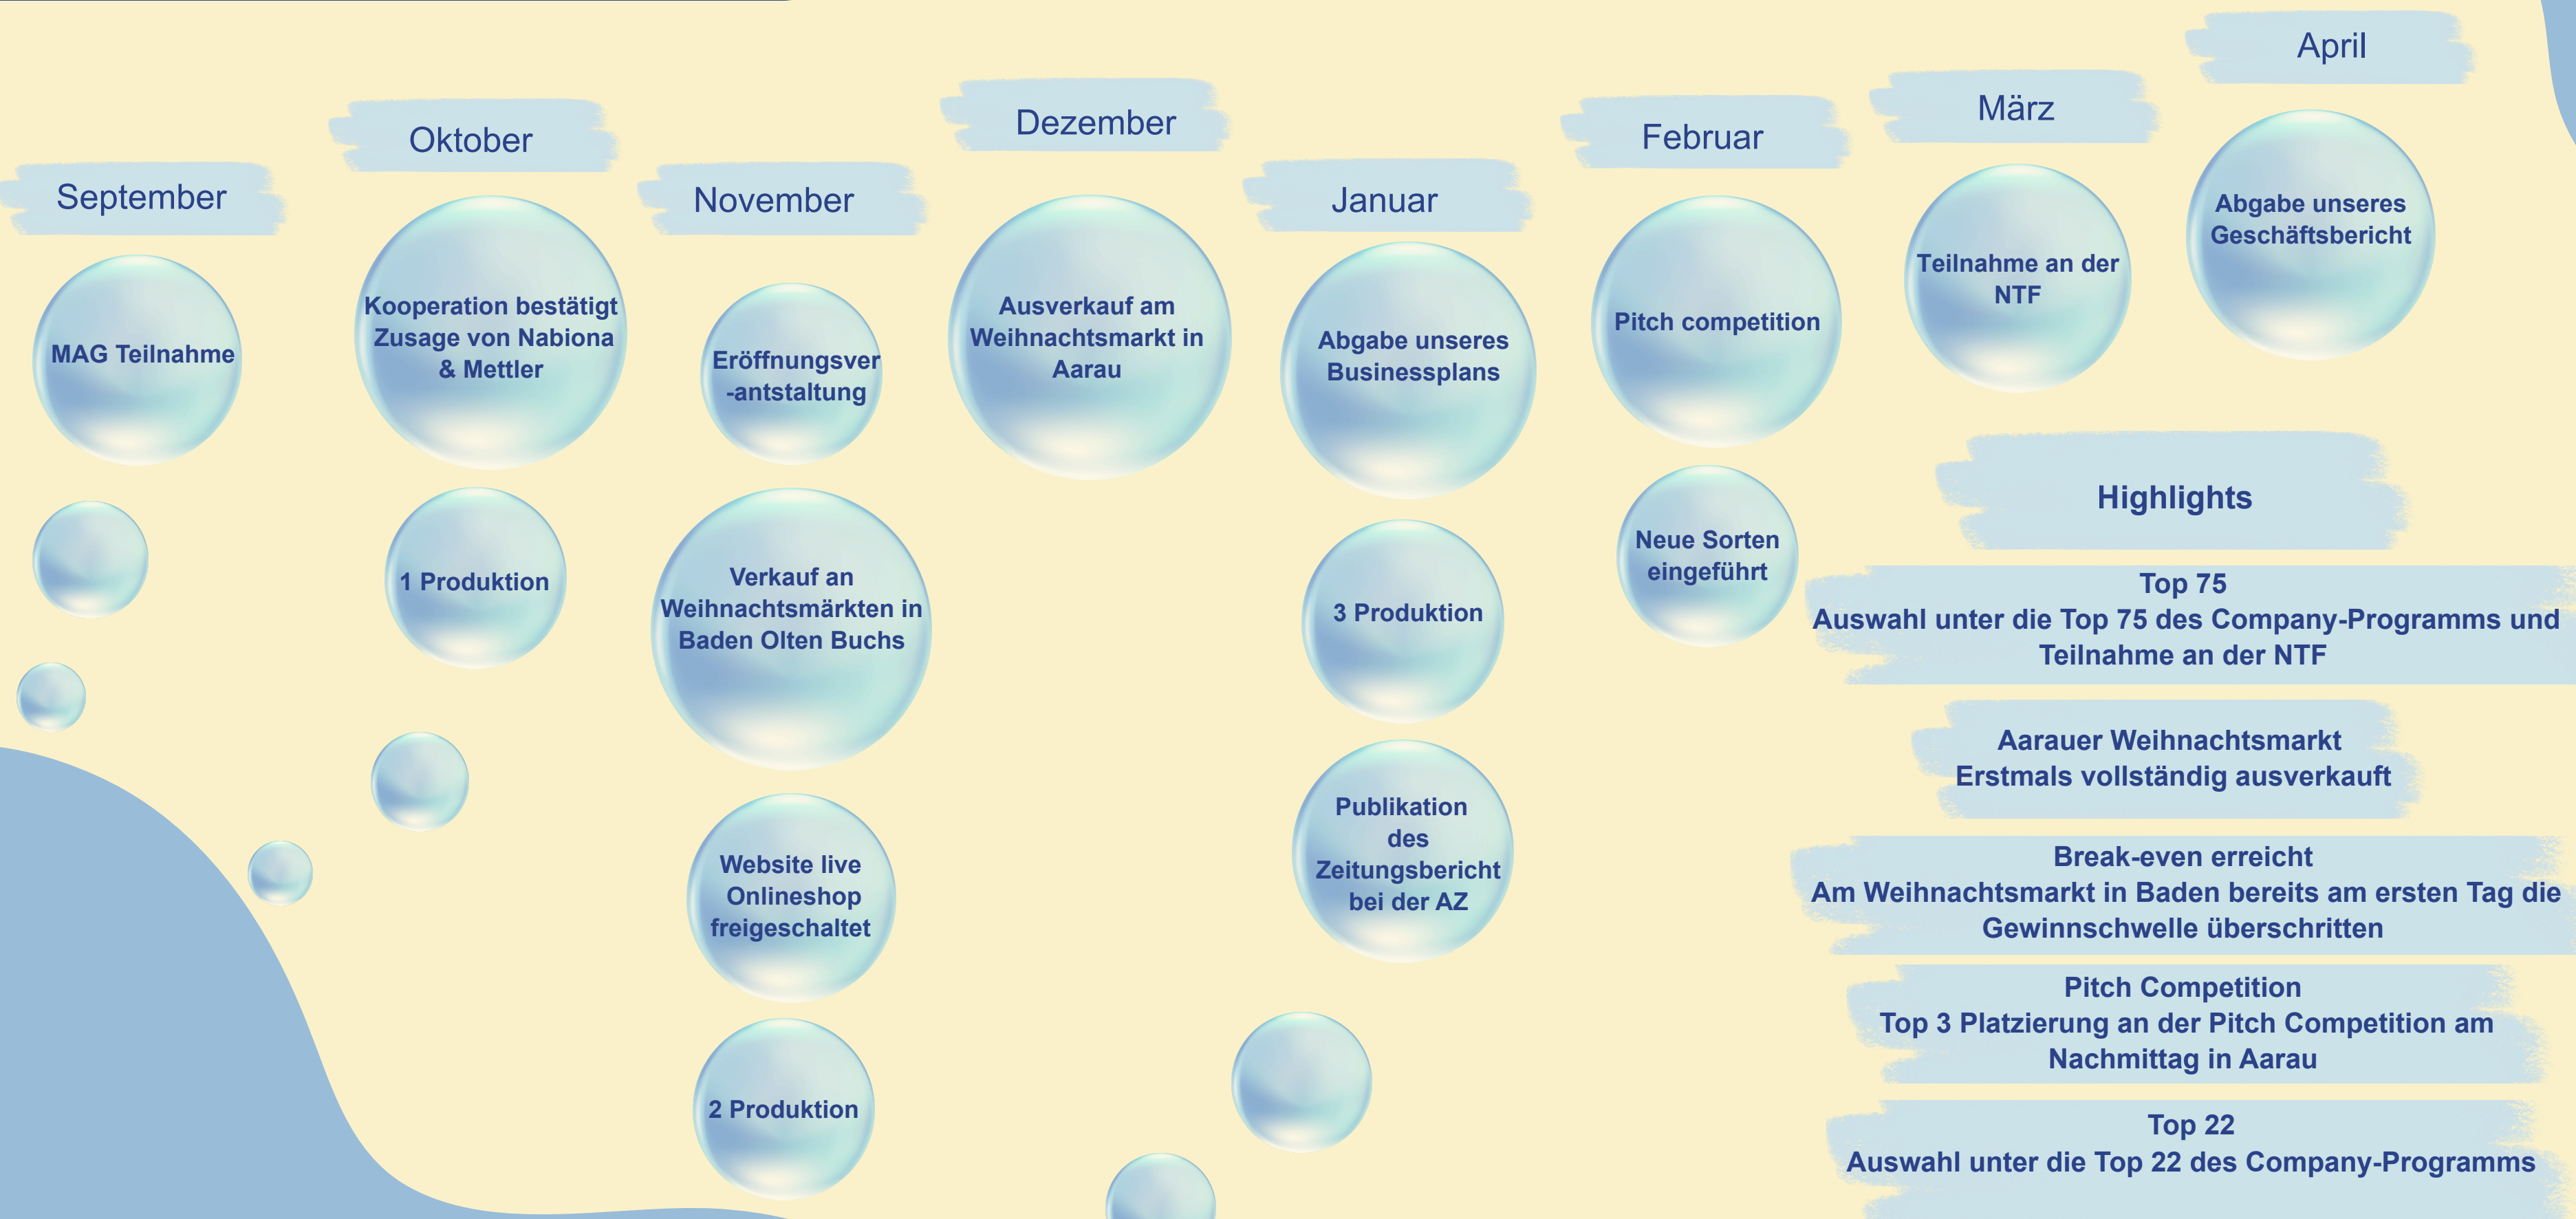 September
MAG Teilnahme
Oktober
Kooperation bestätigt
Zusage von Nabiona
& Mettler
1 Produktion
November
Eröffnungsver
-antstaltung
Verkauf an
Weihnachtsmärkten in
Baden Olten Buchs
Website live
Onlineshop
freigeschaltet
2 Produktion
Dezember
Ausverkauf am
Weihnachtsmarkt in
Aarau
Januar
Abgabe unseres
Businessplans
3 Produktion
Publikation
des
Zeitungsbericht
bei der AZ
Februar
Pitch competition
Neue Sorten
eingeführt
März
Teilnahme an der
NTF
April
Abgabe unseres
Geschäftsbericht
Highlights
Top 75
Auswahl unter die Top 75 des Company-Programms und
Teilnahme an der NTF
Aarauer Weihnachtsmarkt
Erstmals vollständig ausverkauft
Break-even erreicht
Am Weihnachtsmarkt in Baden bereits am ersten Tag die
Gewinnschwelle überschritten
Pitch Competition
Top 3 Platzierung an der Pitch Competition am
Nachmittag in Aarau
Top 22
Auswahl unter die Top 22 des Company-Programms